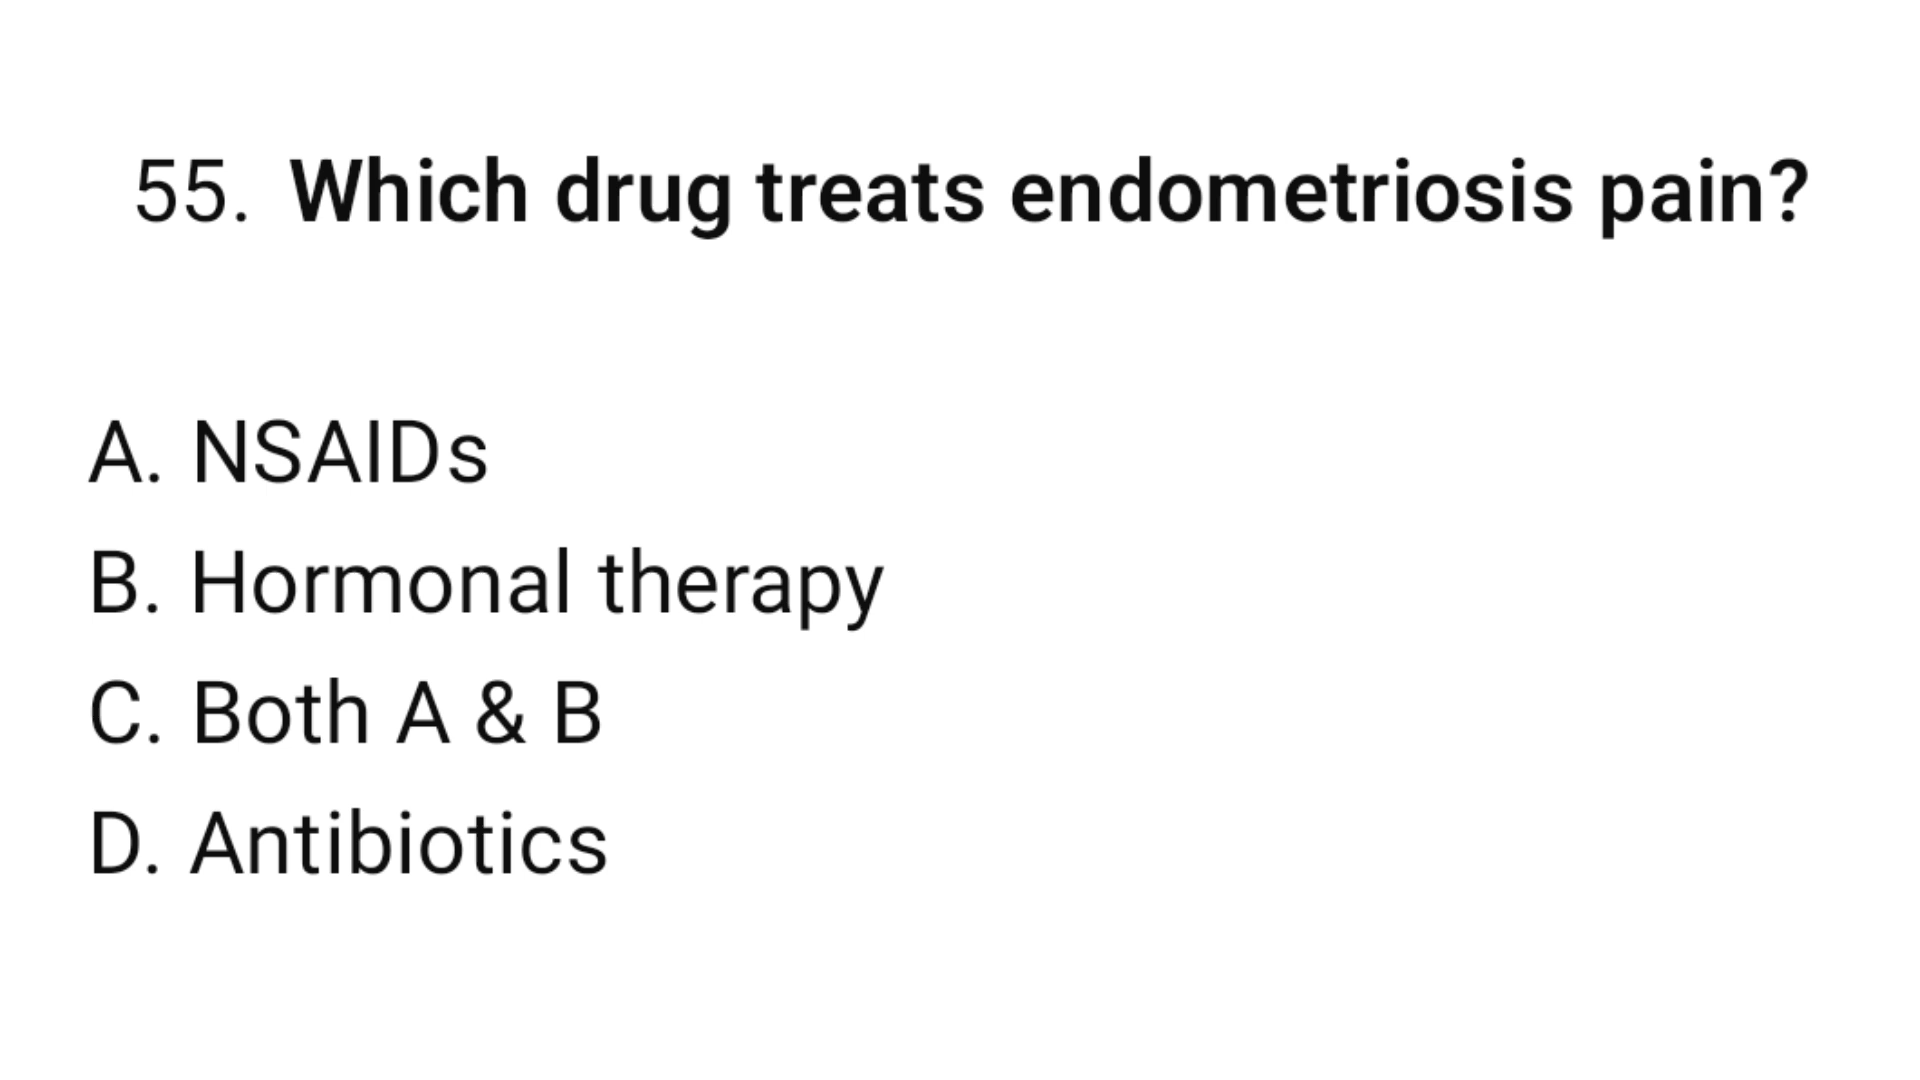 55. Which drug treats endometriosis pain?
A. NSAIDs
B. Hormonal therapy
C. Both A & B
D. Antibiotics